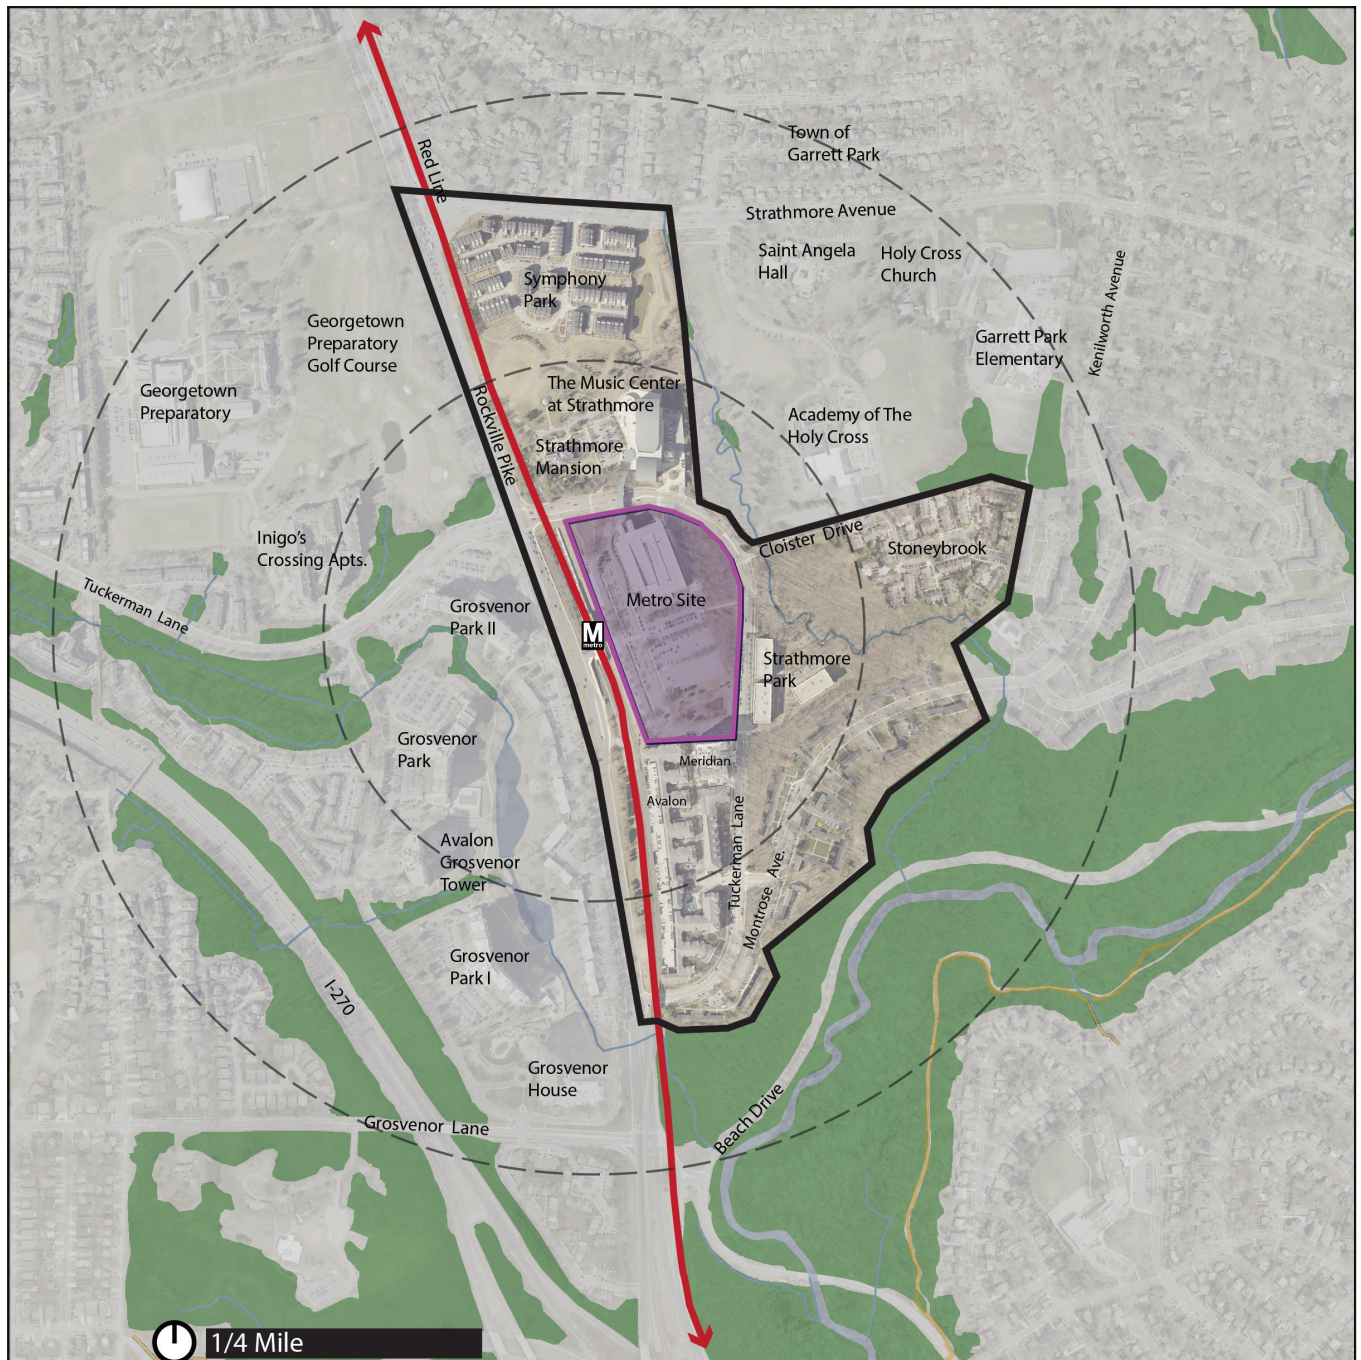 Town of
Garrett Park
Red Line
Strathmore Avenue
Saint Angela
Hall
Holy Cross
Church
Kenilworth Avenue
Symphony
Park
Georgetown
Preparatory
Golf Course
Garrett Park
Elementary
Georgetown
Preparatory
Rockville Pike
The Music Center
at Strathmore
Academy of The
Holy Cross
Strathmore
Mansion
Cloister Drive
Stoneybrook
Inigo's
Crossing Apts.
Tuckerman Lane
Grosvenor
Park II
Metro Site
M
metro
Strathmore
Park
Grosvenor
Park
Meridian
Avalon
Tuckerman Lane
Montrose Ave.
Avalon
Grosvenor
Tower
Grosvenor
Park I
I-270
Grosvenor
House
Beach Drive
Grosvenor Lane
1/4 Mile